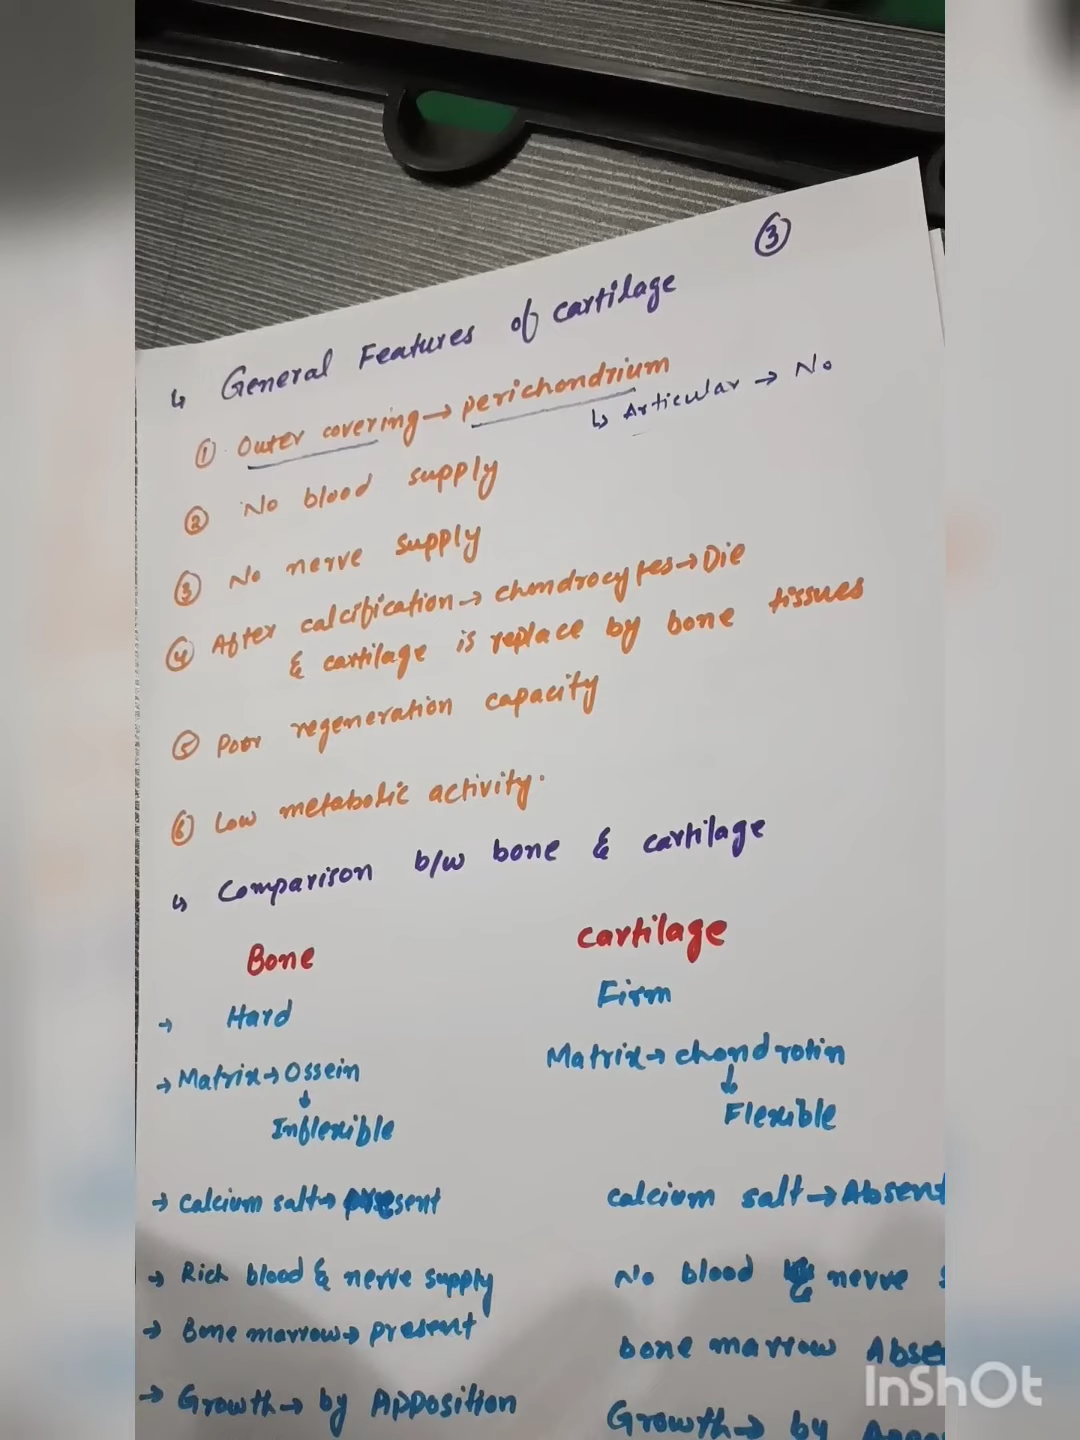 ③
↳ General Features of cartilage
① Outer covering → perichondrium
↳ Articular → No
② No blood supply
③ No nerve supply
④ After calcification → chondrocytes → Die
& cartilage is replace by bone tissues
⑤ Poor regeneration capacity
⑥ Low metabolic activity.
↳ Comparison b/w bone & cartilage
Bone cartilage
→ Hard Firm
→ Matrix → Ossein Matrix → chondrotin
↓ ↓
Inflexible Flexible
→ calcium salt → present calcium salt → Absent
→ Rich blood & nerve supply No blood & nerve
→ Bone marrow → present bone marrow Abse
→ Growth → by Apposition Growth → by
InShOt